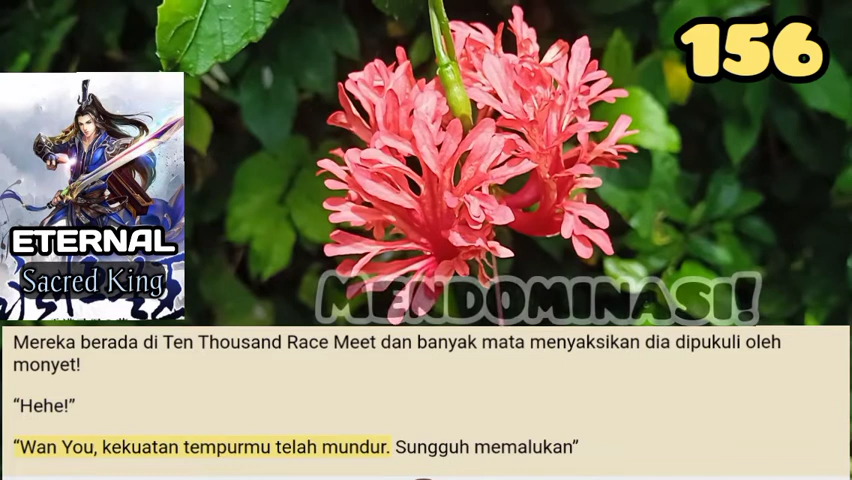 156
ETERNAL
Sacred King
MENDOMINASI!
Mereka berada di Ten Thousand Race Meet dan banyak mata menyaksikan dia dipukuli oleh
monyet!
“Hehe!”
“Wan You, kekuatan tempurmu telah mundur. Sungguh memalukan”